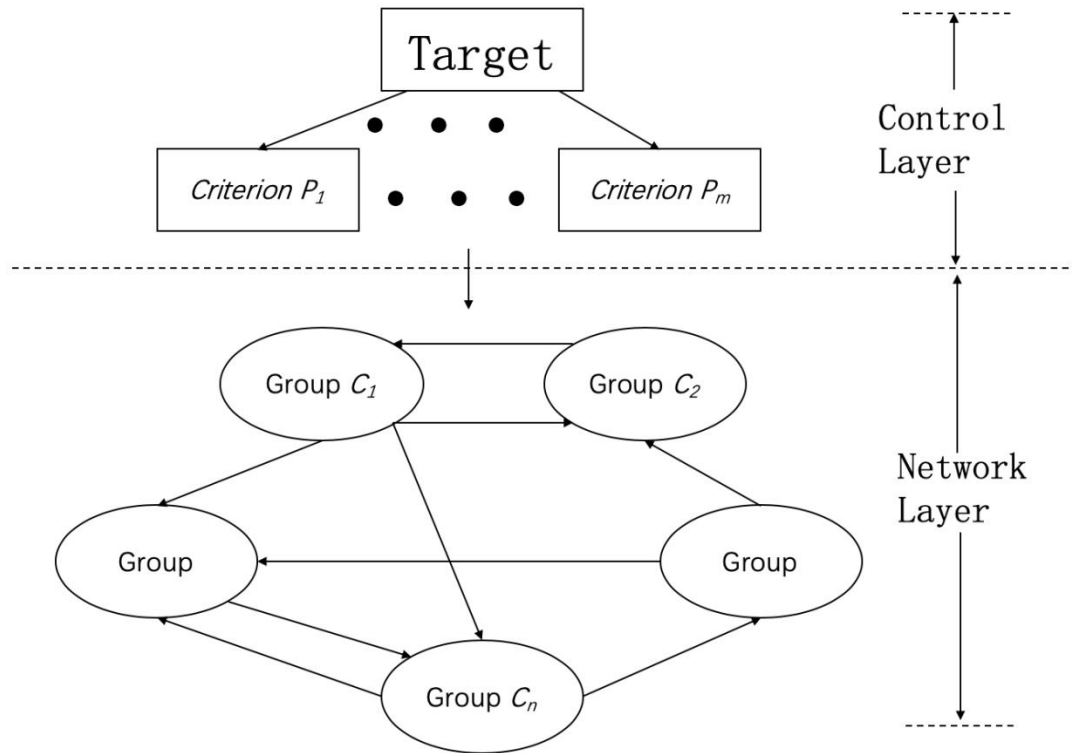 Target
Control
Layer
Criterion P₁
Criterion Pₘ
Group C₁
Group C₂
Network
Layer
Group
Group
Group Cₙ